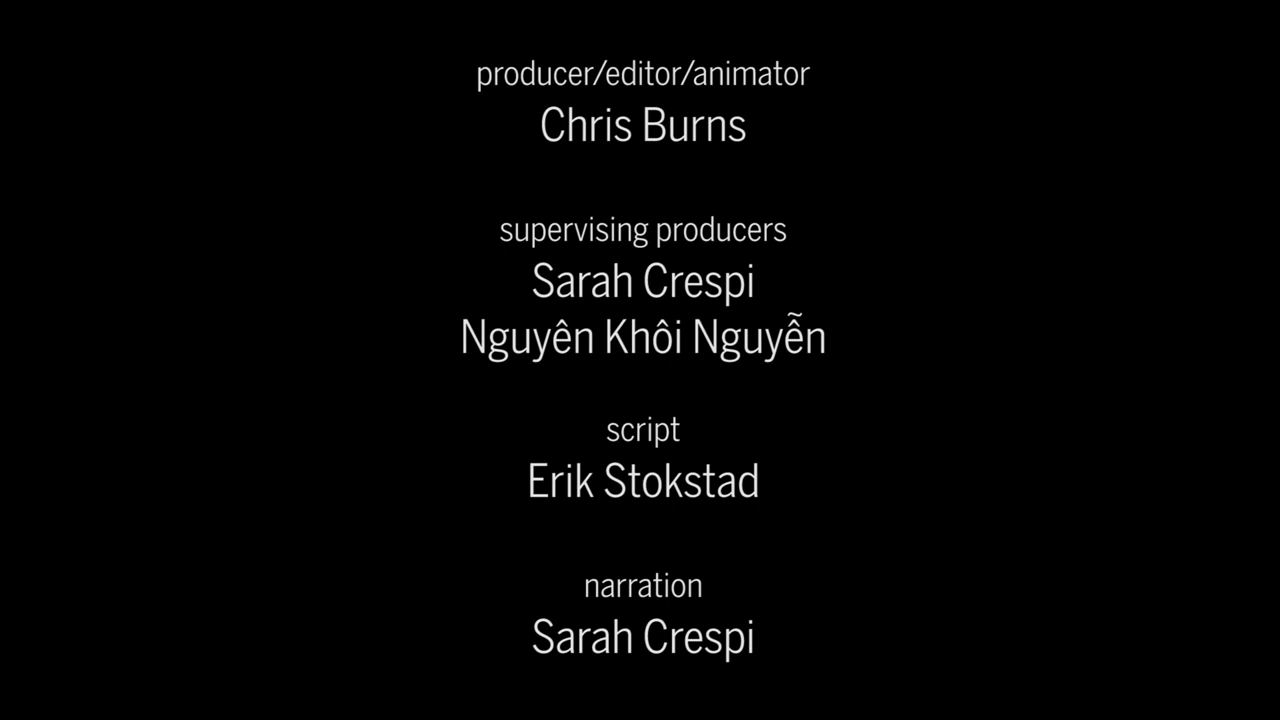 producer/editor/animator
Chris Burns
supervising producers
Sarah Crespi
Nguyên Khôi Nguyễn
script
Erik Stokstad
narration
Sarah Crespi